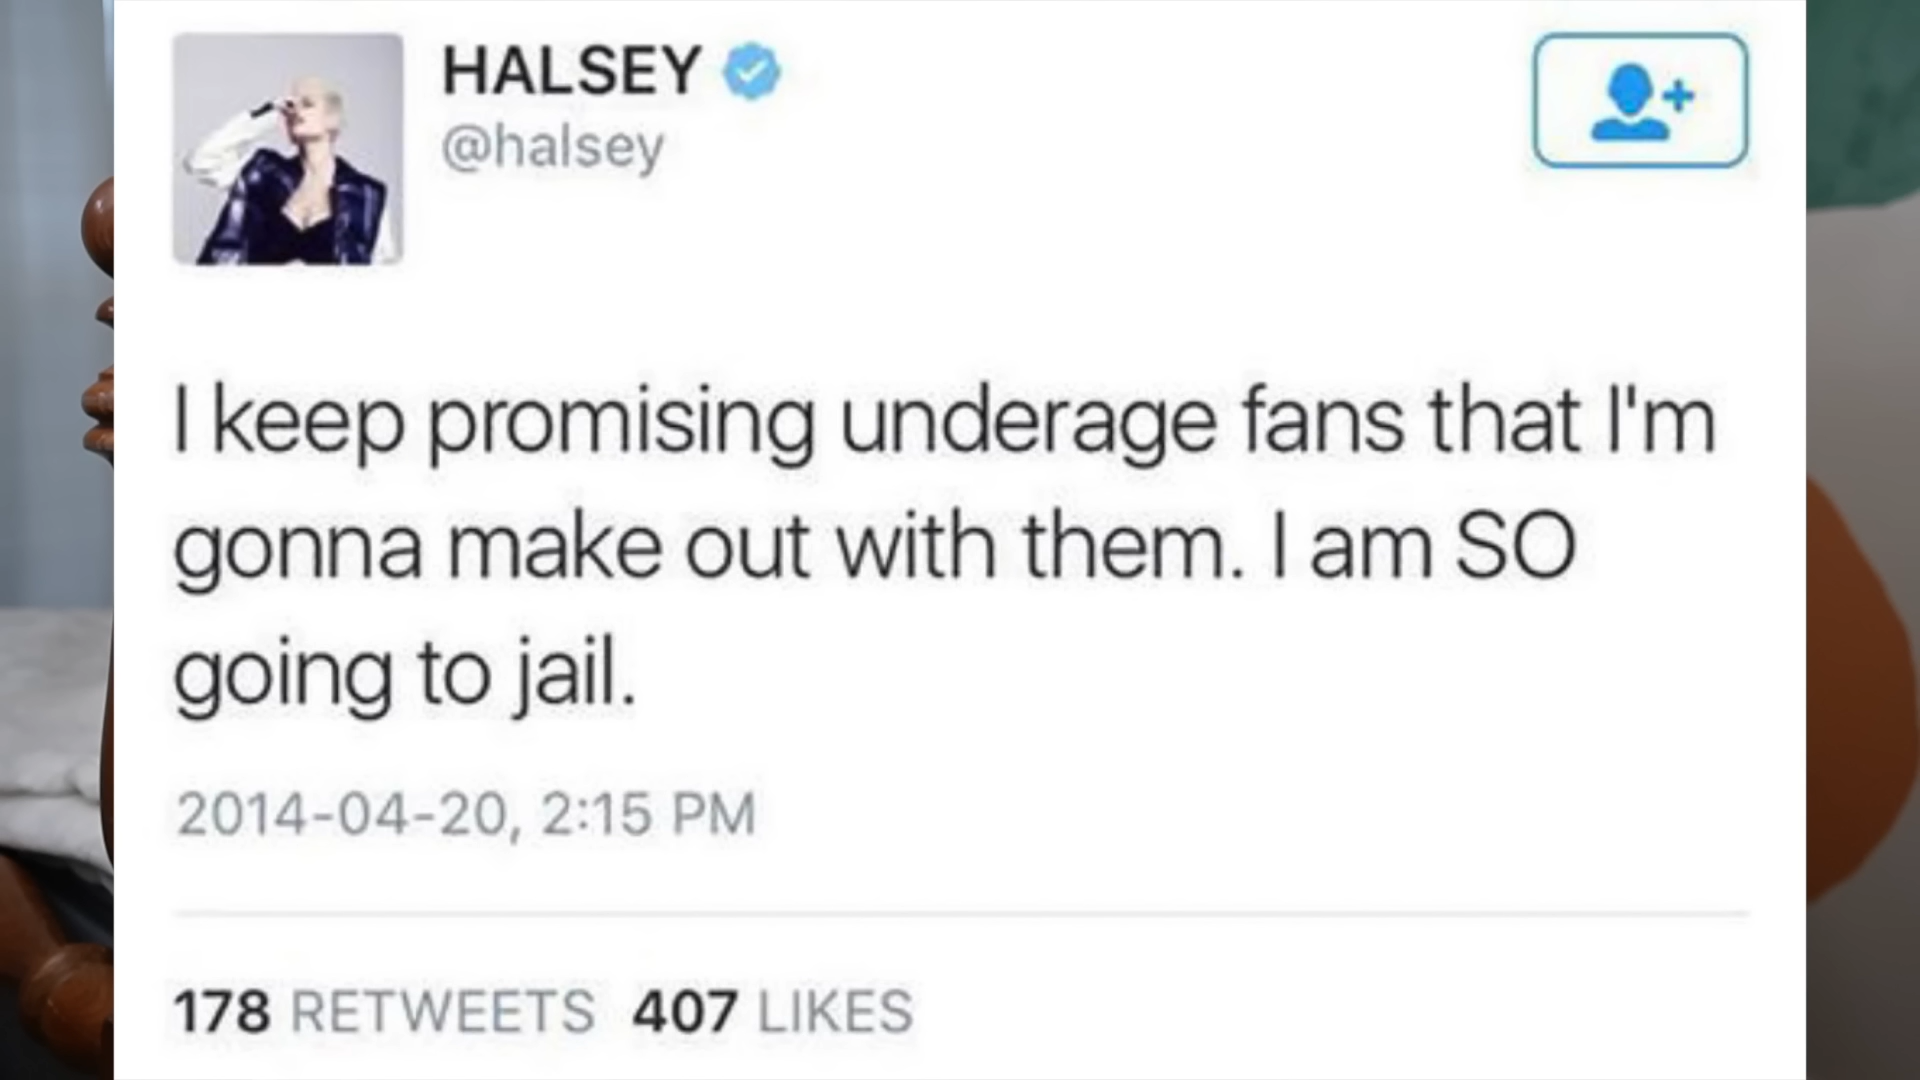 HALSEY
@halsey
I keep promising underage fans that I'm
gonna make out with them. I am SO
going to jail.
2014-04-20, 2:15 PM
178 RETWEETS 407 LIKES